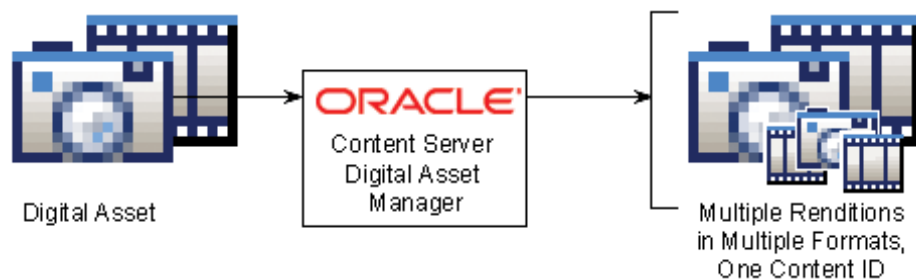 Digital Asset
ORACLE'
Content Server
Digital Asset
Manager
Multiple Renditions
in Multiple Formats,
One Content ID